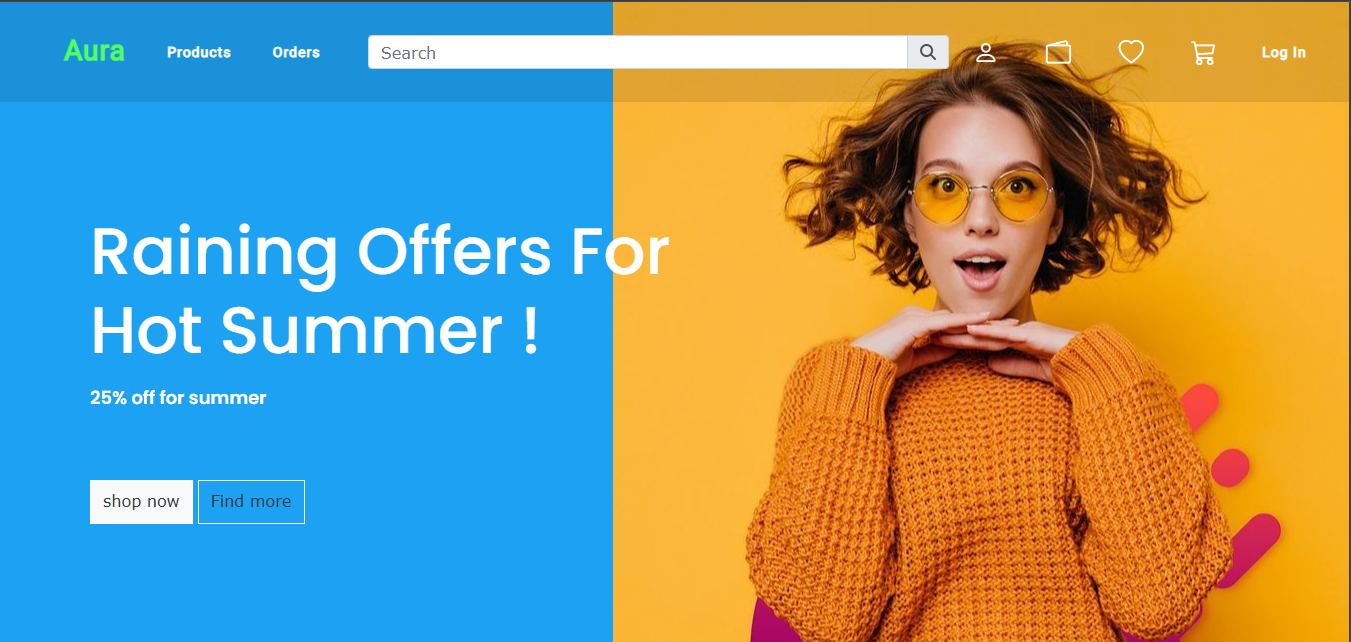 Aura
Products
Orders
Search
Log In
Raining Offers For
Hot Summer !
25% off for summer
shop now
Find more